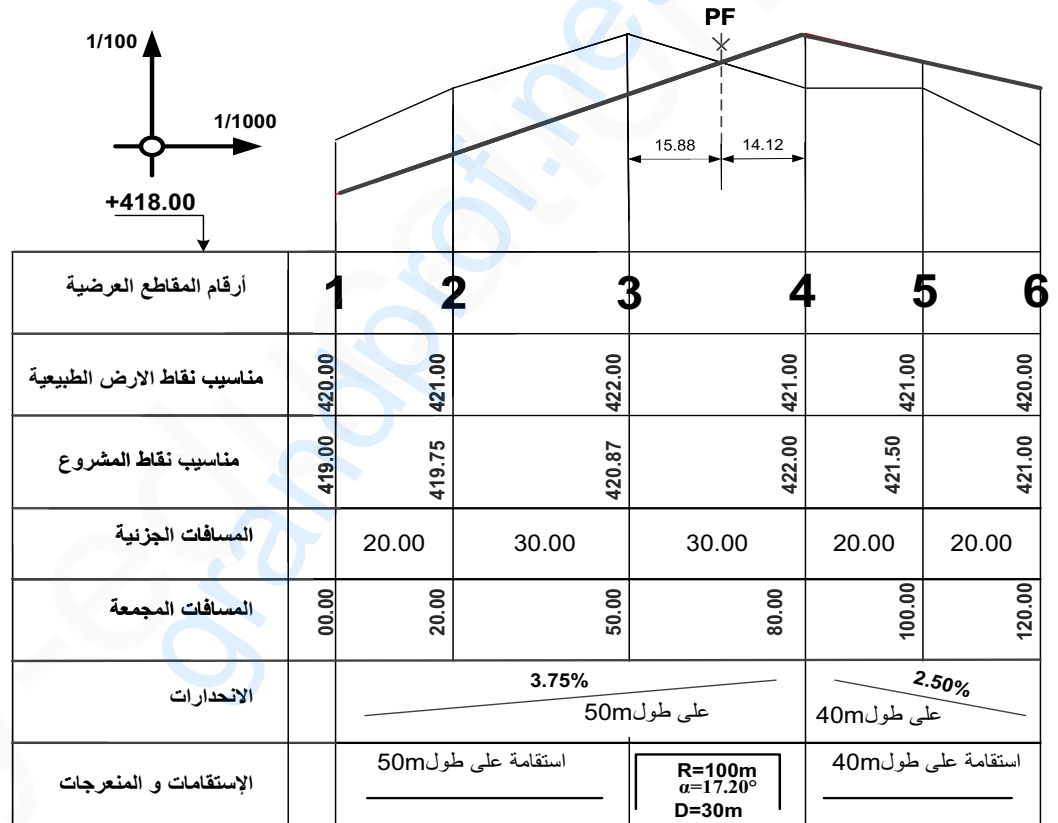 PF
1/100
1/1000
15.88 14.12
+418.00
أرقام المقاطع العرضية 1 2 3 4 5 6
مناسيب نقاط الارض الطبيعية 420.00 421.00 422.00 421.00 421.00 420.00
مناسيب نقاط المشروع 419.00 419.75 420.87 422.00 421.50 421.00
المسافات الجزئية 20.00 30.00 30.00 20.00 20.00
المسافات المجمعة 00.00 20.00 50.00 80.00 100.00 120.00
الانحدارات 3.75% 2.50%
على طول50m على طول40m
الإستقامات و المنعرجات استقامة على طول50m استقامة على طول40m
R=100m
α=17.20°
D=30m